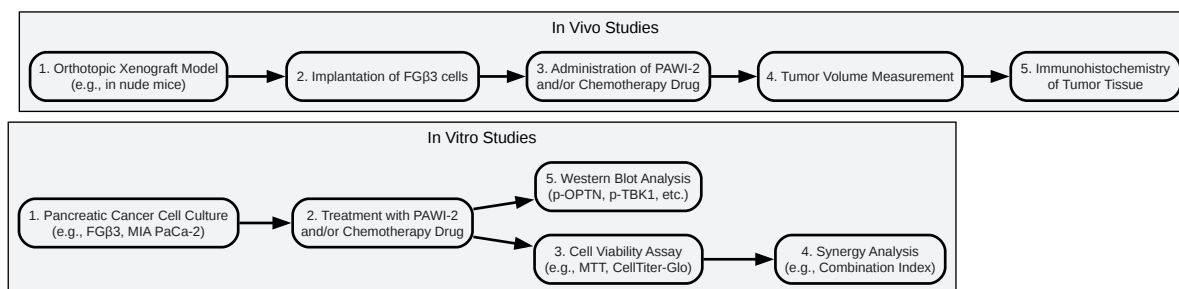 In Vivo Studies
1. Orthotopic Xenograft Model
(e.g., in nude mice)
2. Implantation of FGβ3 cells
3. Administration of PAWI-2
and/or Chemotherapy Drug
4. Tumor Volume Measurement
5. Immunohistochemistry
of Tumor Tissue
In Vitro Studies
1. Pancreatic Cancer Cell Culture
(e.g., FGβ3, MIA PaCa-2)
2. Treatment with PAWI-2
and/or Chemotherapy Drug
5. Western Blot Analysis
(p-OPTN, p-TBK1, etc.)
3. Cell Viability Assay
(e.g., MTT, CellTiter-Glo)
4. Synergy Analysis
(e.g., Combination Index)